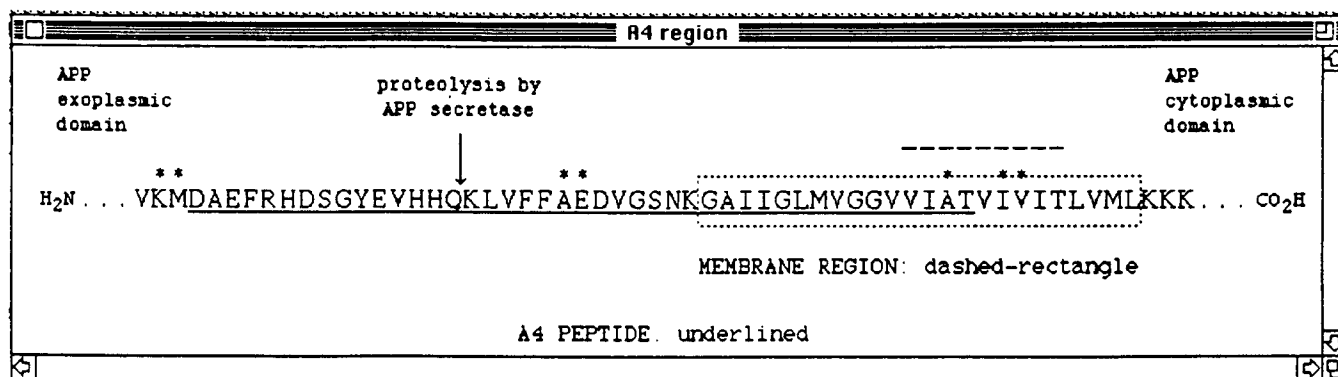 A4 region
APP
exoplasmic
domain
proteolysis by
APP secretase
APP
cytoplasmic
domain
* * * * * * *
H₂N . . . VKMDAEFRHDSGYEVHHQKLVFFAEDVGSNKGAIIGLMVGGVVIATVIVITLVMLKKK . . . CO₂H
MEMBRANE REGION: dashed-rectangle
A4 PEPTIDE. underlined